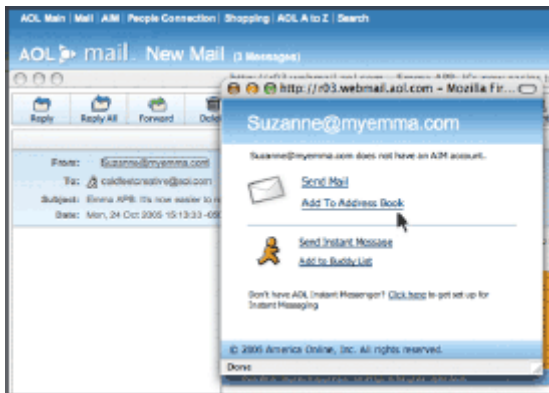 AOL Main | Mail | AIM | People Connection | Shopping | AOL A to Z | Search
AOL mail. New Mail (3 Messages)
http://r03.webmail.aol.com – Mozilla Fir...
Reply
Reply All
Forward
Suzanne@myemma.com
Suzanne@myemma.com does not have an AIM account.
From: Suzanne@myemma.com
Send Mail
To:
Add To Address Book
Subject: Emma APB: It's now easier to
Date: Mon, 24 Oct 2005 15:13:33
Send Instant Message
Add to Buddy List
Don't have AOL Instant Messenger? Click here to get set up for
Instant Messaging
© 2005 America Online, Inc. All rights reserved.
Done